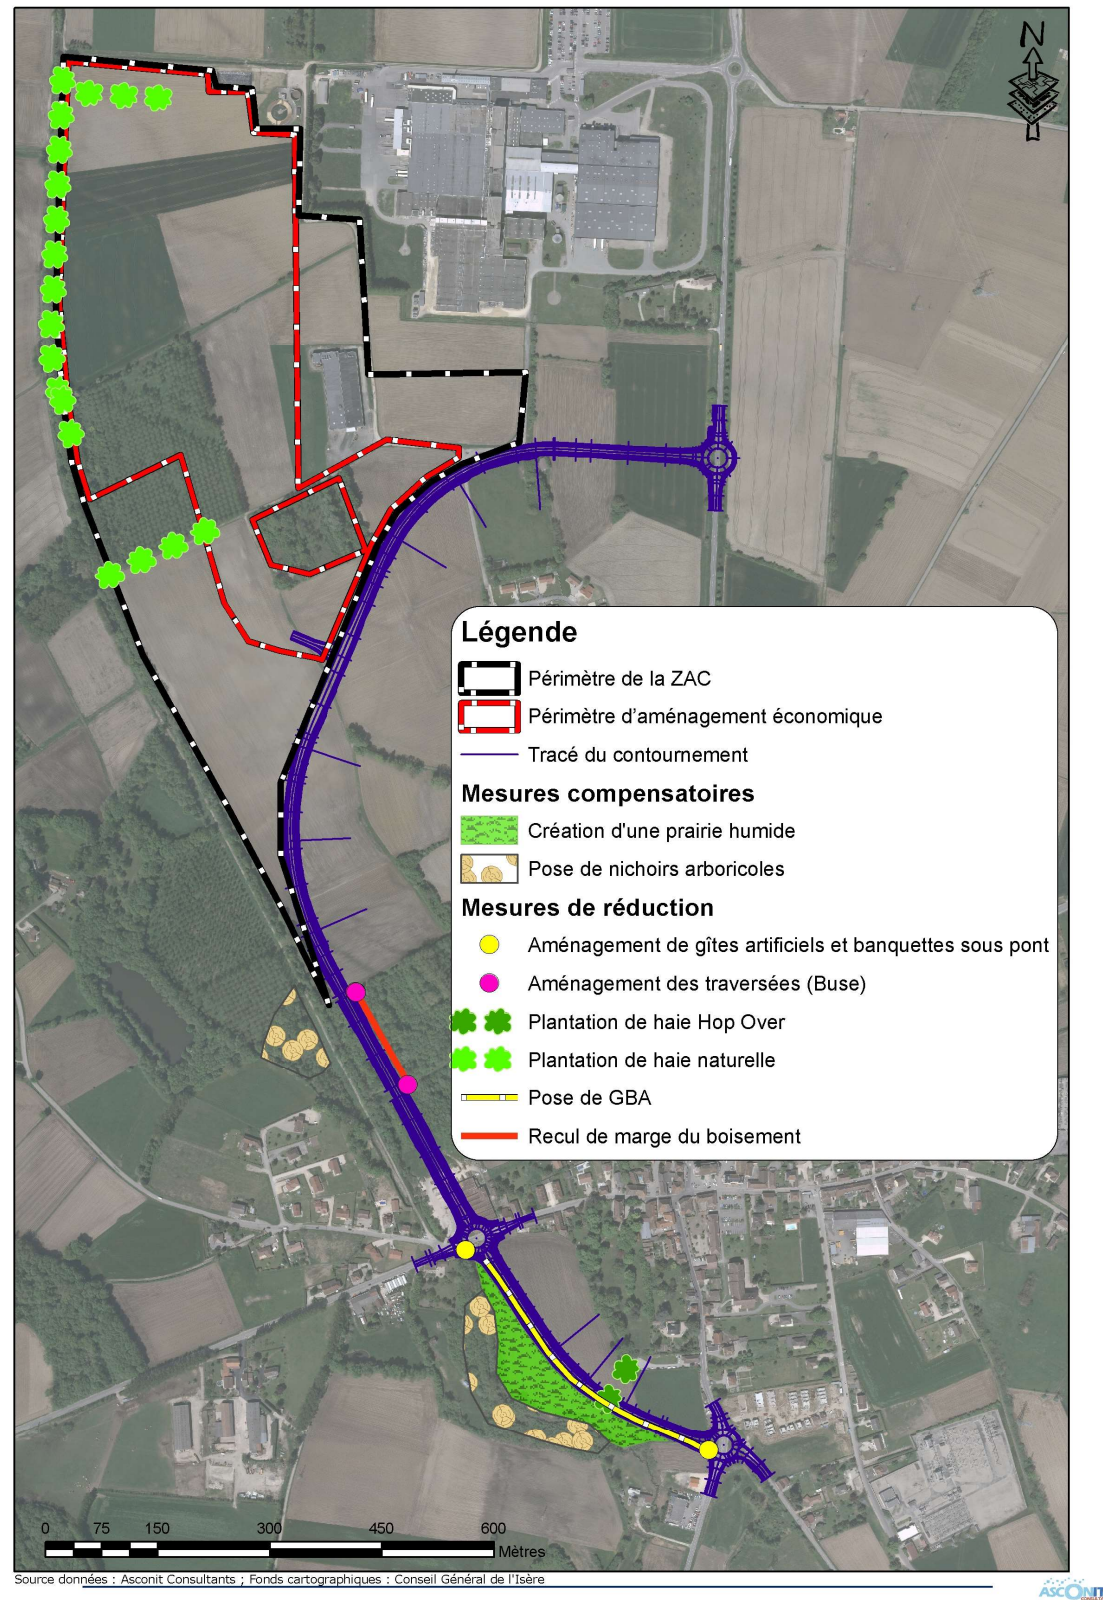 N
Légende
Périmètre de la ZAC
Périmètre d'aménagement économique
Tracé du contournement
Mesures compensatoires
Création d'une prairie humide
Pose de nichoirs arboricoles
Mesures de réduction
Aménagement de gîtes artificiels et banquettes sous pont
Aménagement des traversées (Buse)
Plantation de haie Hop Over
Plantation de haie naturelle
Pose de GBA
Recul de marge du boisement
0 75 150 300 450 600
Mètres
Source données : Asconit Consultants ; Fonds cartographiques : Conseil Général de l'Isère
ASCONIT